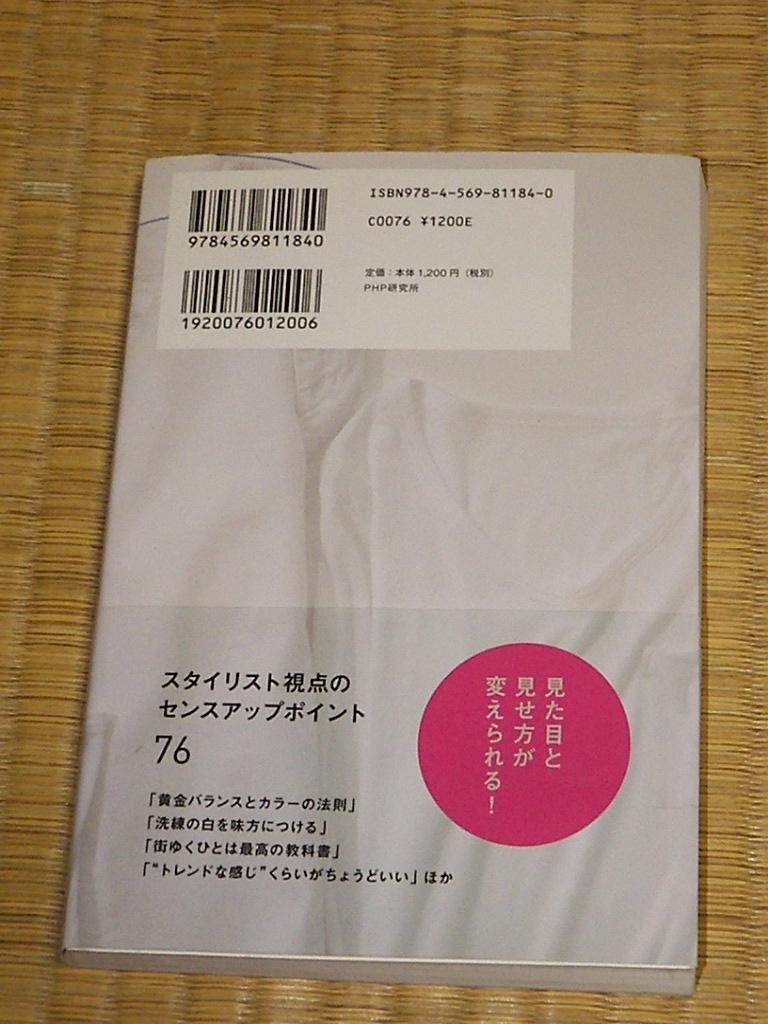 ISBN978-4-569-81184-0
9784569811840
C0076 ¥1200E
1920076012006
定価：本体1,200円（税別）
PHP研究所
スタイリスト視点の
センスアップポイント
76
「黄金バランスとカラーの法則」
「洗練の白を味方につける」
「街ゆくひとは最高の教科書」
「“トレンドな感じ”くらいがちょうどいい」ほか
見た目と
見せ方が
変えられる！